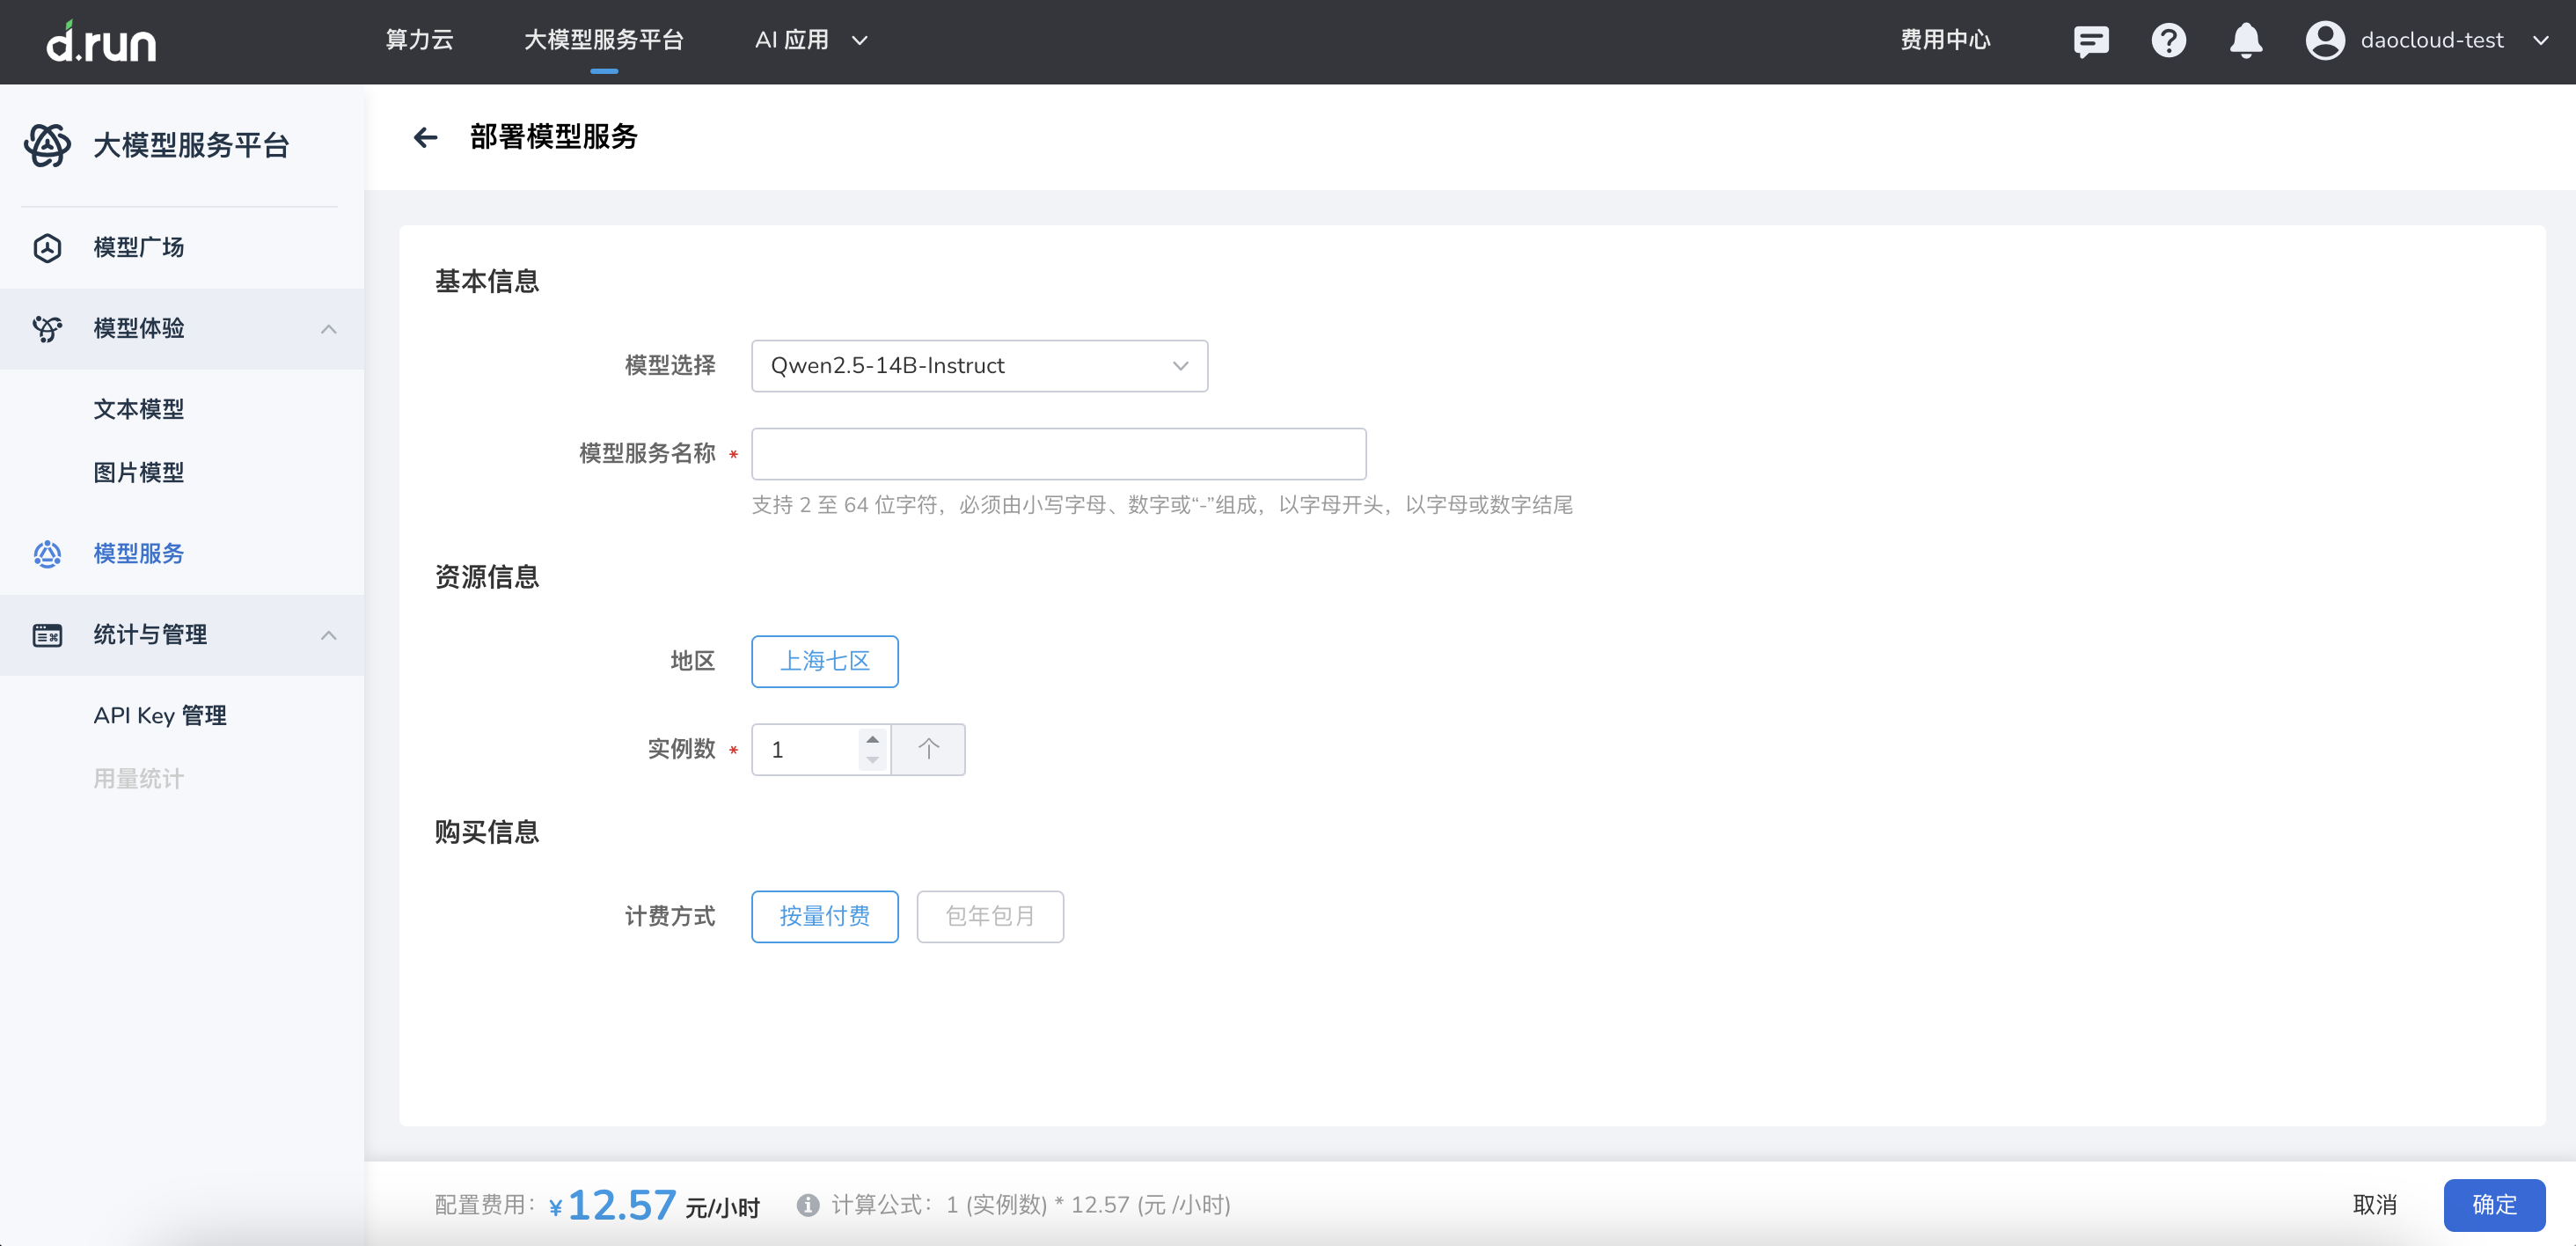 d.run
算力云
大模型服务平台
AI 应用
费用中心
daocloud-test
大模型服务平台
模型广场
模型体验
文本模型
图片模型
模型服务
统计与管理
API Key 管理
用量统计
部署模型服务
基本信息
模型选择
Qwen2.5-14B-Instruct
模型服务名称 *
支持 2 至 64 位字符，必须由小写字母、数字或“-”组成，以字母开头，以字母或数字结尾
资源信息
地区
上海七区
实例数 *
1
个
购买信息
计费方式
按量付费
包年包月
配置费用：¥ 12.57 元/小时
计算公式：1 (实例数) * 12.57 (元 /小时)
取消
确定